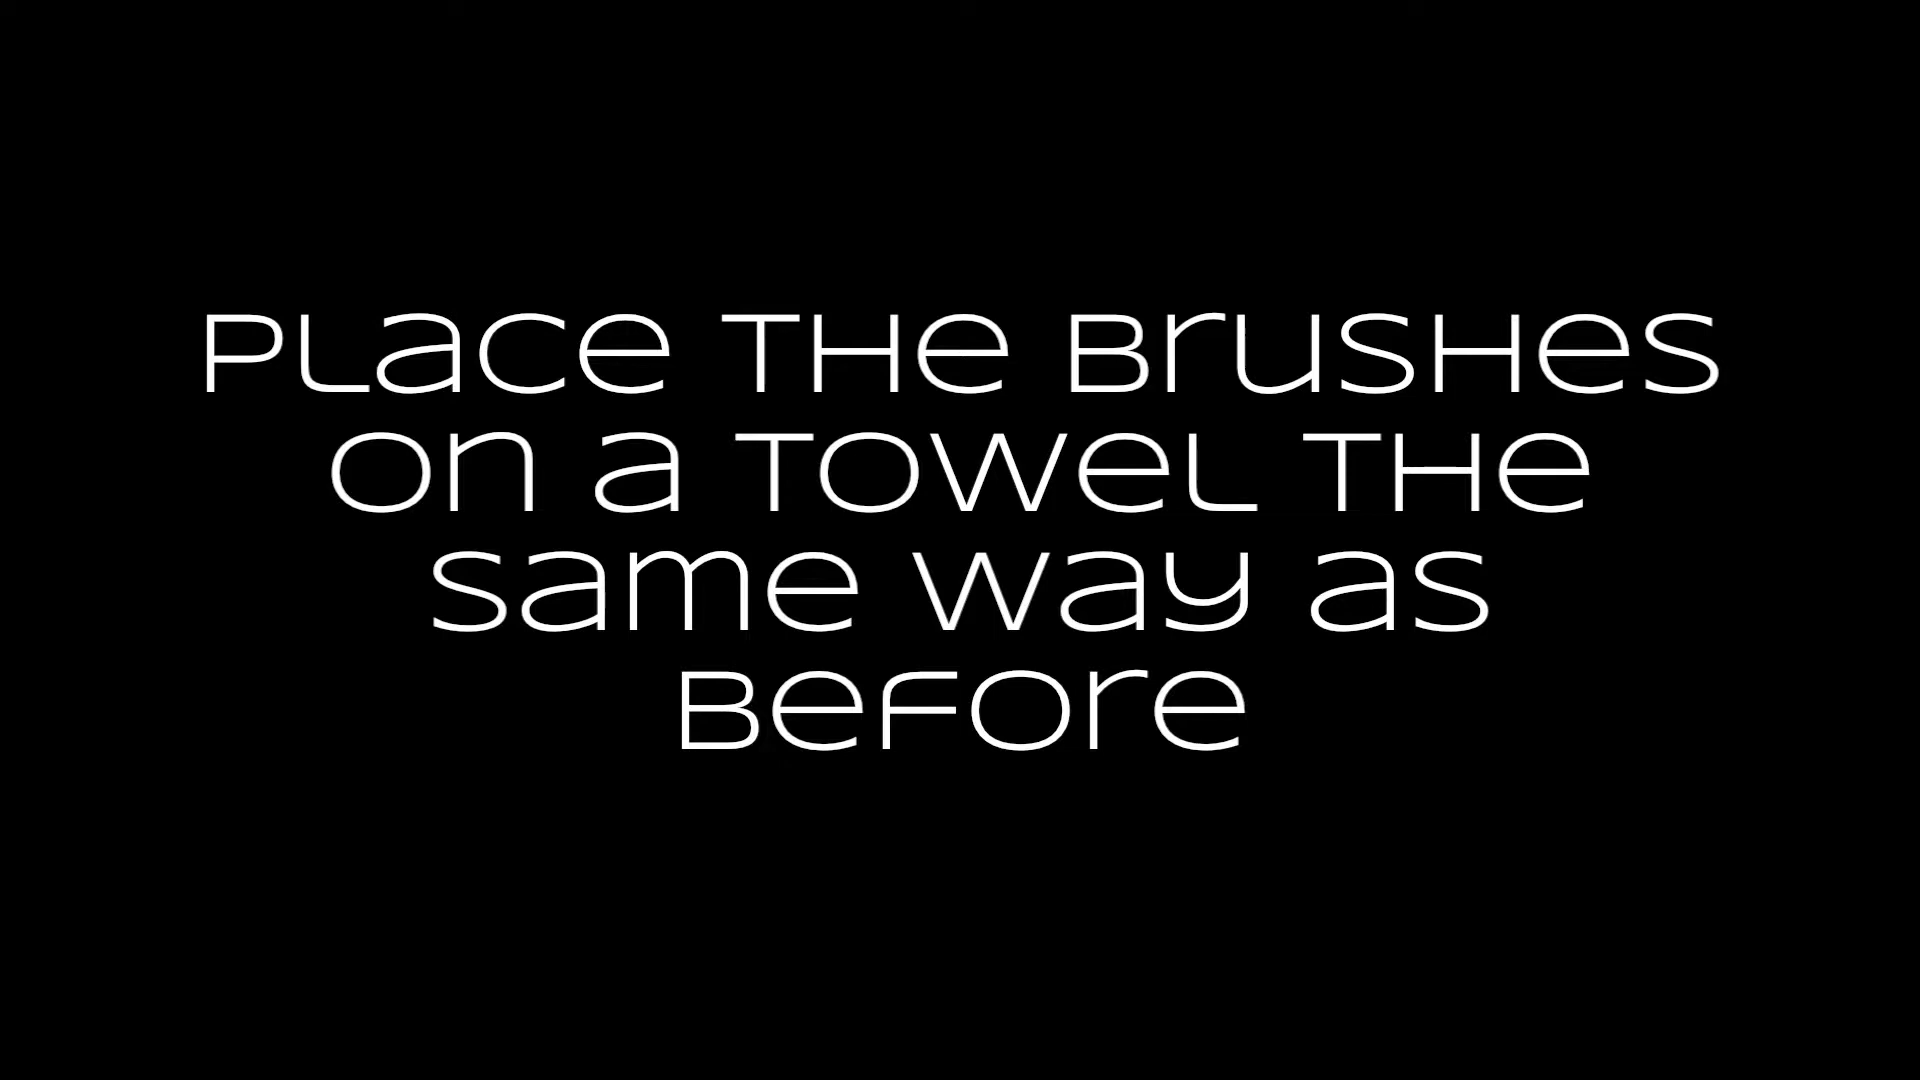 Place the brushes
on a towel the
same way as
before